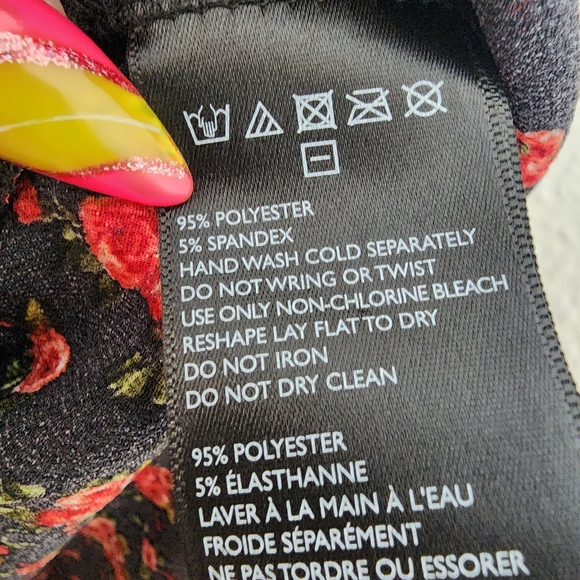 95% POLYESTER
5% SPANDEX
HAND WASH COLD SEPARATELY
DO NOT WRING OR TWIST
USE ONLY NON-CHLORINE BLEACH
RESHAPE LAY FLAT TO DRY
DO NOT IRON
DO NOT DRY CLEAN
95% POLYESTER
5% ÉLASTHANNE
LAVER À LA MAIN À L'EAU
FROIDE SÉPARÉMENT
NE PAS TORDRE OU ESSORER